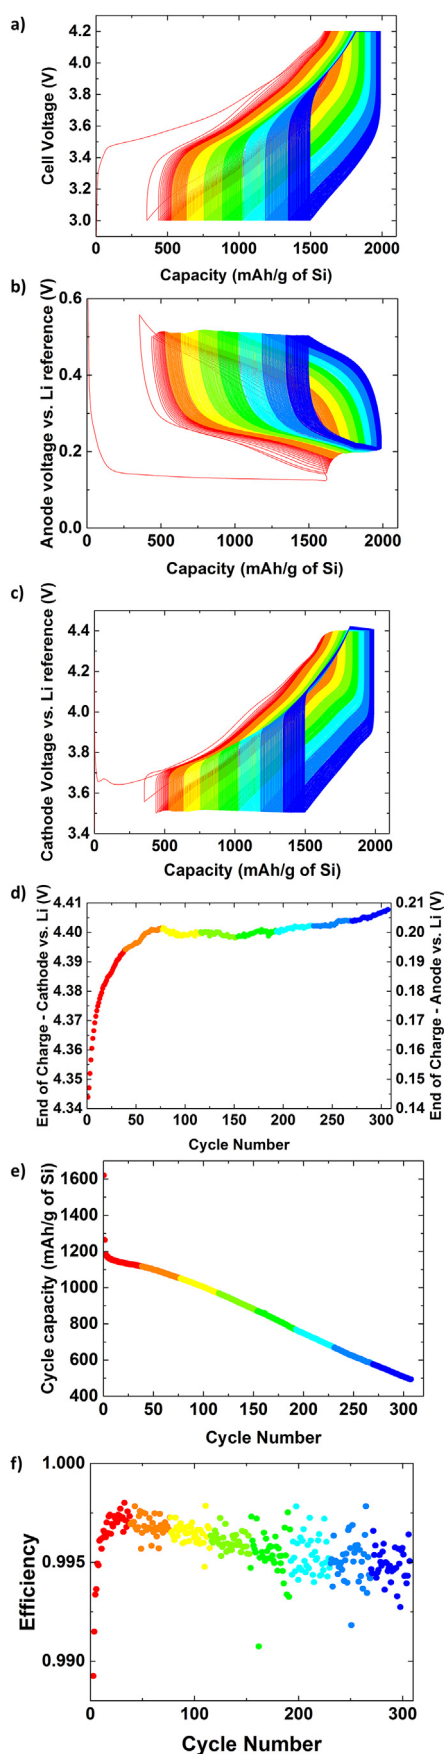 a)
Cell Voltage (V)
4.2
4.0
3.8
3.6
3.4
3.2
3.0
0 500 1000 1500 2000
Capacity (mAh/g of Si)
b)
Anode voltage vs. Li reference (V)
0.6
0.4
0.2
0.0
0 500 1000 1500 2000
Capacity (mAh/g of Si)
c)
Cathode Voltage vs. Li reference (V)
4.4
4.2
4.0
3.8
3.6
3.4
0 500 1000 1500 2000
Capacity (mAh/g of Si)
d)
End of Charge - Cathode vs. Li (V)
4.41
4.40
4.39
4.38
4.37
4.36
4.35
4.34
0.21
0.20
0.19
0.18
0.17
0.16
0.15
0.14
End of Charge - Anode vs. Li (V)
0 50 100 150 200 250 300
Cycle Number
e)
Cycle capacity (mAh/g of Si)
1600
1400
1200
1000
800
600
400
0 50 100 150 200 250 300
Cycle Number
f)
Efficiency
1.000
0.995
0.990
0 100 200 300
Cycle Number